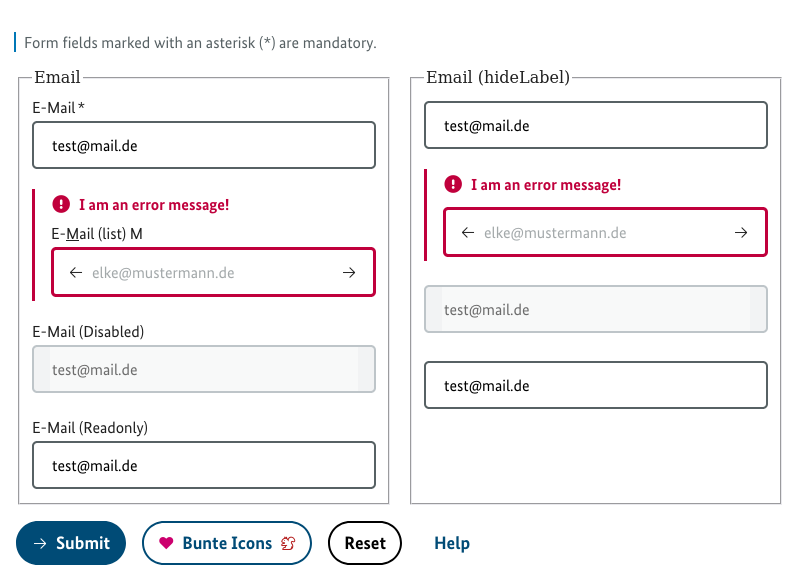 Form fields marked with an asterisk (*) are mandatory.
Email
E-Mail *
test@mail.de
I am an error message!
E-Mail (list) M
elke@mustermann.de
E-Mail (Disabled)
test@mail.de
E-Mail (Readonly)
test@mail.de
Email (hideLabel)
test@mail.de
I am an error message!
elke@mustermann.de
test@mail.de
test@mail.de
Submit
Bunte Icons
Reset
Help